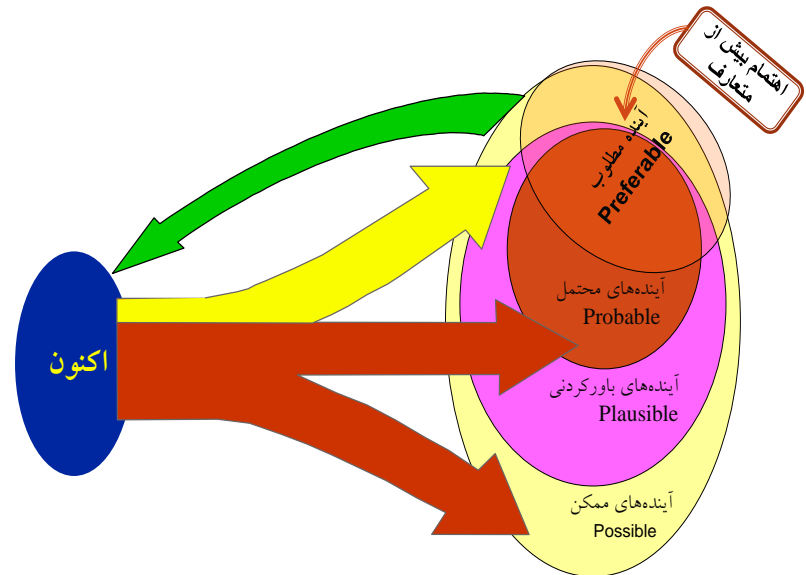 اهتمام بیش از
متعارف
آینده مطلوب
Preferable
آینده‌های محتمل
Probable
اکنون
آینده‌های باورکردنی
Plausible
آینده‌های ممکن
Possible